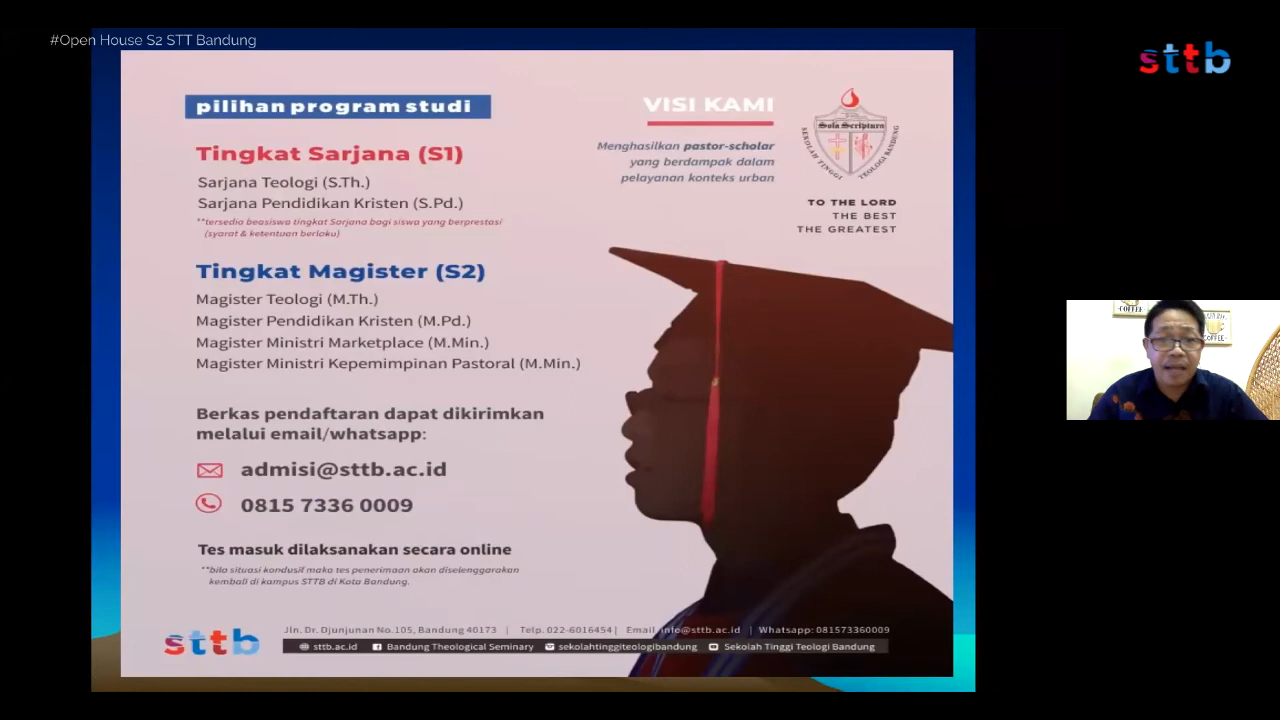 #Open House S2 STT Bandung
sttb
pilihan program studi
Tingkat Sarjana (S1)
Sarjana Teologi (S.Th.)
Sarjana Pendidikan Kristen (S.Pd.)
**tersedia beasiswa tingkat Sarjana bagi siswa yang berprestasi
(syarat & ketentuan berlaku)
Tingkat Magister (S2)
Magister Teologi (M.Th.)
Magister Pendidikan Kristen (M.Pd.)
Magister Ministri Marketplace (M.Min.)
Magister Ministri Kepemimpinan Pastoral (M.Min.)
Berkas pendaftaran dapat dikirimkan
melalui email/whatsapp:
admisi@sttb.ac.id
0815 7336 0009
Tes masuk dilaksanakan secara online
**bila situasi kondusif maka tes penerimaan akan diselenggarakan
kembali di kampus STTB di Kota Bandung.
VISI KAMI
Menghasilkan pastor-scholar
yang berdampak dalam
pelayanan konteks urban
Sola Scriptura
SEKOLAH TINGGI TEOLOGI BANDUNG
TO THE LORD
THE BEST
THE GREATEST
COFFEE
COFFEE
sttb
Jln. Dr. Djunjunan No.105, Bandung 40173 | Telp. 022-6016454 | Email info@sttb.ac.id | Whatsapp: 081573360009
sttb.ac.id Bandung Theological Seminary sekolahtinggiteologibandung Sekolah Tinggi Teologi Bandung